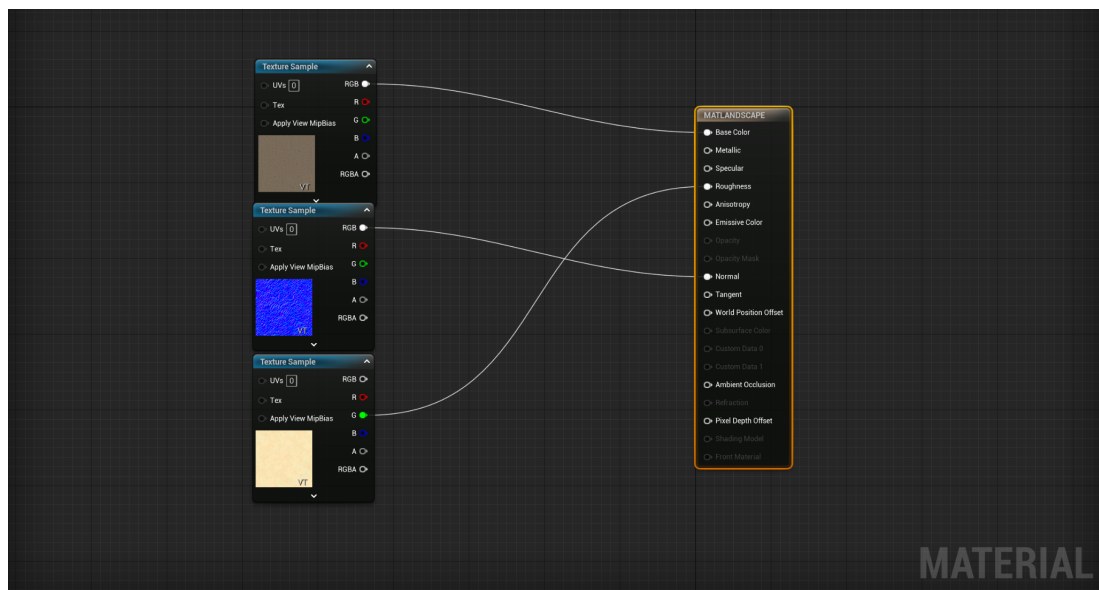 Texture Sample
UVs 0 RGB
Tex R
Apply View MipBias G
B
A
RGBA
VT
Texture Sample
UVs 0 RGB
Tex R
Apply View MipBias G
B
A
RGBA
VT
Texture Sample
UVs 0 RGB
Tex R
Apply View MipBias G
B
A
RGBA
VT
MATLANDSCAPE
Base Color
Metallic
Specular
Roughness
Anisotropy
Emissive Color
Opacity
Opacity Mask
Normal
Tangent
World Position Offset
Subsurface Color
Custom Data 0
Custom Data 1
Ambient Occlusion
Refraction
Pixel Depth Offset
Shading Model
Front Material
MATERIAL